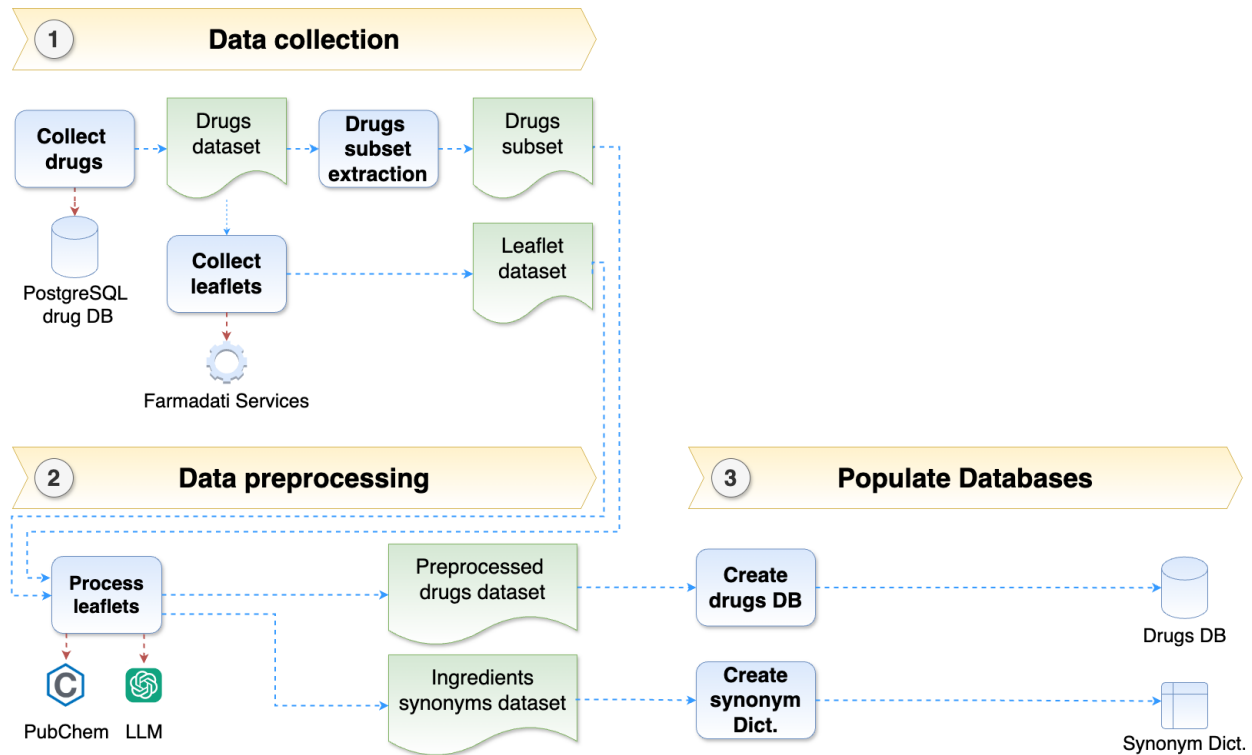 1
Data collection
Collect
drugs
Drugs
dataset
Drugs
subset
extraction
Drugs
subset
PostgreSQL
drug DB
Collect
leaflets
Leaflet
dataset
Farmadati Services
2
Data preprocessing
3
Populate Databases
Process
leaflets
Preprocessed
drugs dataset
Create
drugs DB
Drugs DB
C
PubChem
LLM
Ingredients
synonyms dataset
Create
synonym
Dict.
Synonym Dict.